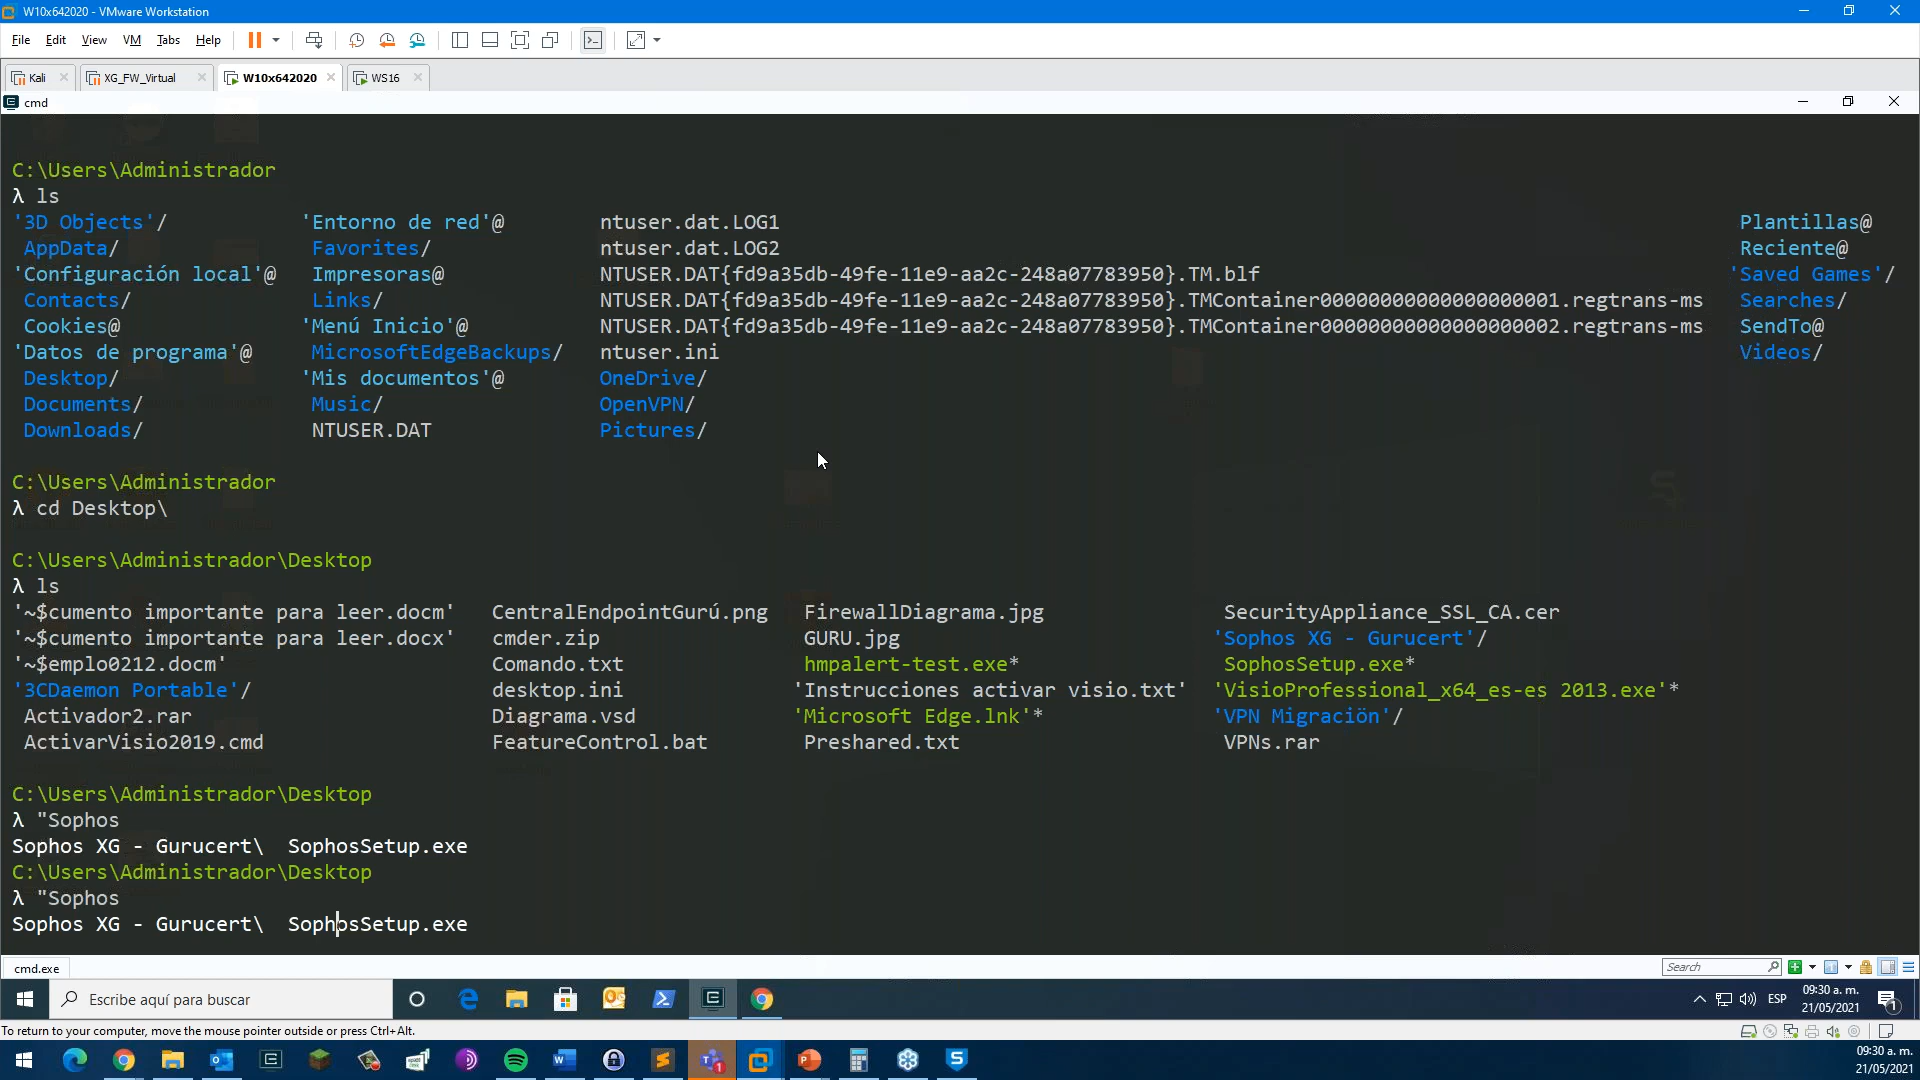 W10x642020 - VMware Workstation
File Edit View VM Tabs Help
Kali XG_FW_Virtual W10x642020 WS16
cmd
C:\Users\Administrador
λ ls
'3D Objects'/ 'Entorno de red'@ ntuser.dat.LOG1 Plantillas@
AppData/ Favorites/ ntuser.dat.LOG2 Reciente@
'Configuración local'@ Impresoras@ NTUSER.DAT{fd9a35db-49fe-11e9-aa2c-248a07783950}.TM.blf 'Saved Games'/
Contacts/ Links/ NTUSER.DAT{fd9a35db-49fe-11e9-aa2c-248a07783950}.TMContainer00000000000000000001.regtrans-ms Searches/
Cookies@ 'Menú Inicio'@ NTUSER.DAT{fd9a35db-49fe-11e9-aa2c-248a07783950}.TMContainer00000000000000000002.regtrans-ms SendTo@
'Datos de programa'@ MicrosoftEdgeBackups/ ntuser.ini Videos/
Desktop/ 'Mis documentos'@ OneDrive/
Documents/ Music/ OpenVPN/
Downloads/ NTUSER.DAT Pictures/
C:\Users\Administrador
λ cd Desktop\
C:\Users\Administrador\Desktop
λ ls
'~$cumento importante para leer.docm' CentralEndpointGurú.png FirewallDiagrama.jpg SecurityAppliance_SSL_CA.cer
'~$cumento importante para leer.docx' cmder.zip GURU.jpg 'Sophos XG - Gurucert'/
'~$emplo0212.docm' Comando.txt hmpalert-test.exe* SophosSetup.exe*
'3CDaemon Portable'/ desktop.ini 'Instrucciones activar visio.txt' 'VisioProfessional_x64_es-es 2013.exe'*
Activador2.rar Diagrama.vsd 'Microsoft Edge.lnk'* 'VPN Migraciön'/
ActivarVisio2019.cmd FeatureControl.bat Preshared.txt VPNs.rar
C:\Users\Administrador\Desktop
λ "Sophos
Sophos XG - Gurucert\ SophosSetup.exe
C:\Users\Administrador\Desktop
λ "Sophos
Sophos XG - Gurucert\ SophosSetup.exe
cmd.exe Search
Escribe aquí para buscar ESP 09:30 a. m.
21/05/2021
To return to your computer, move the mouse pointer outside or press Ctrl+Alt.
09:30 a. m.
21/05/2021